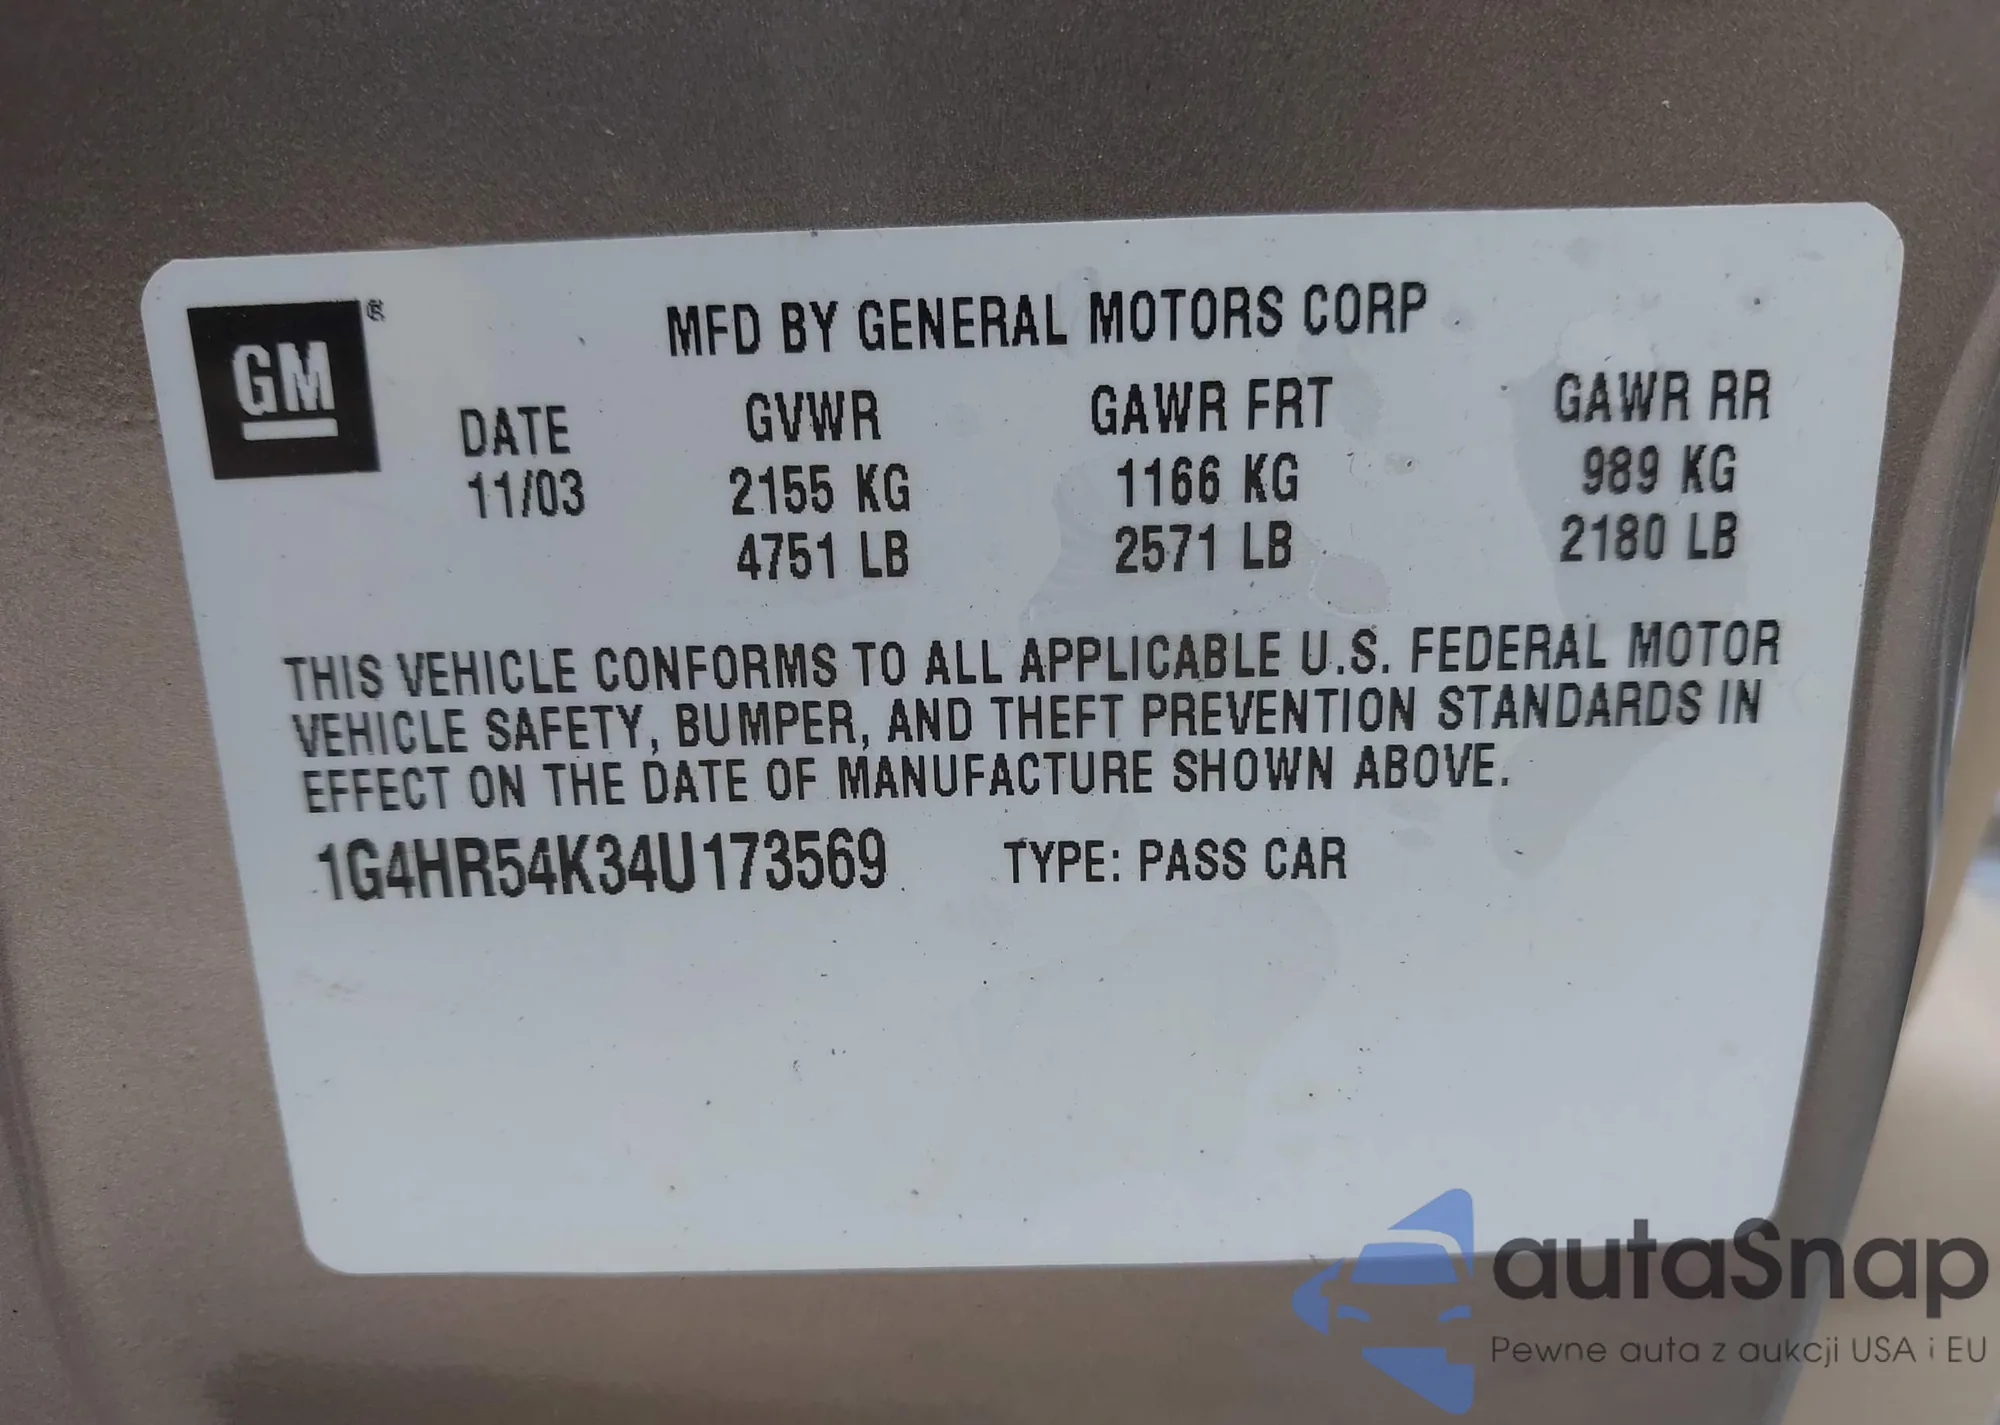 GM ®
MFD BY GENERAL MOTORS CORP
DATE GVWR GAWR FRT GAWR RR
11/03 2155 KG 1166 KG 989 KG
4751 LB 2571 LB 2180 LB
THIS VEHICLE CONFORMS TO ALL APPLICABLE U.S. FEDERAL MOTOR
VEHICLE SAFETY, BUMPER, AND THEFT PREVENTION STANDARDS IN
EFFECT ON THE DATE OF MANUFACTURE SHOWN ABOVE.
1G4HR54K34U173569 TYPE: PASS CAR
autaSnap
Pewne auta z aukcji USA i EU